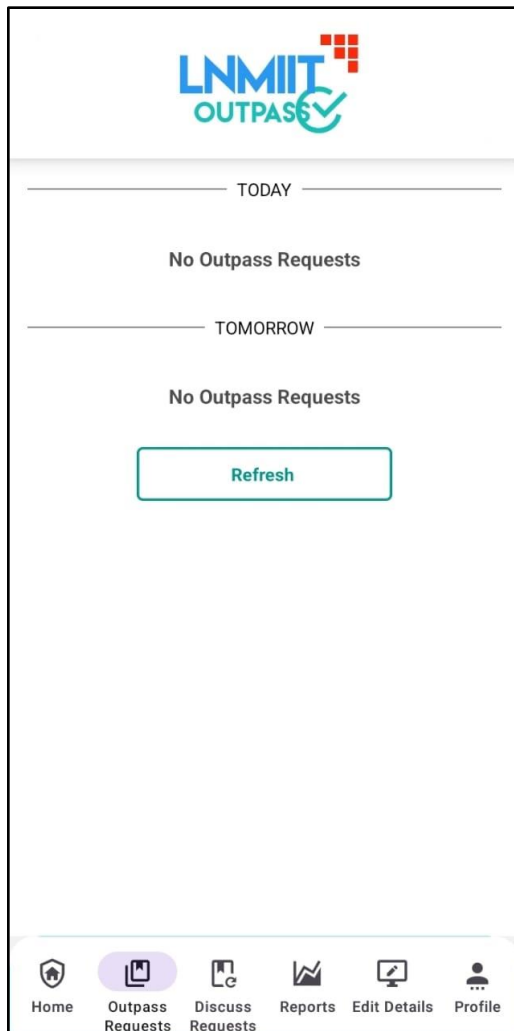 LNMIIT
OUTPASS
TODAY
No Outpass Requests
TOMORROW
No Outpass Requests
Refresh
Home
Outpass Requests
Discuss Requests
Reports
Edit Details
Profile